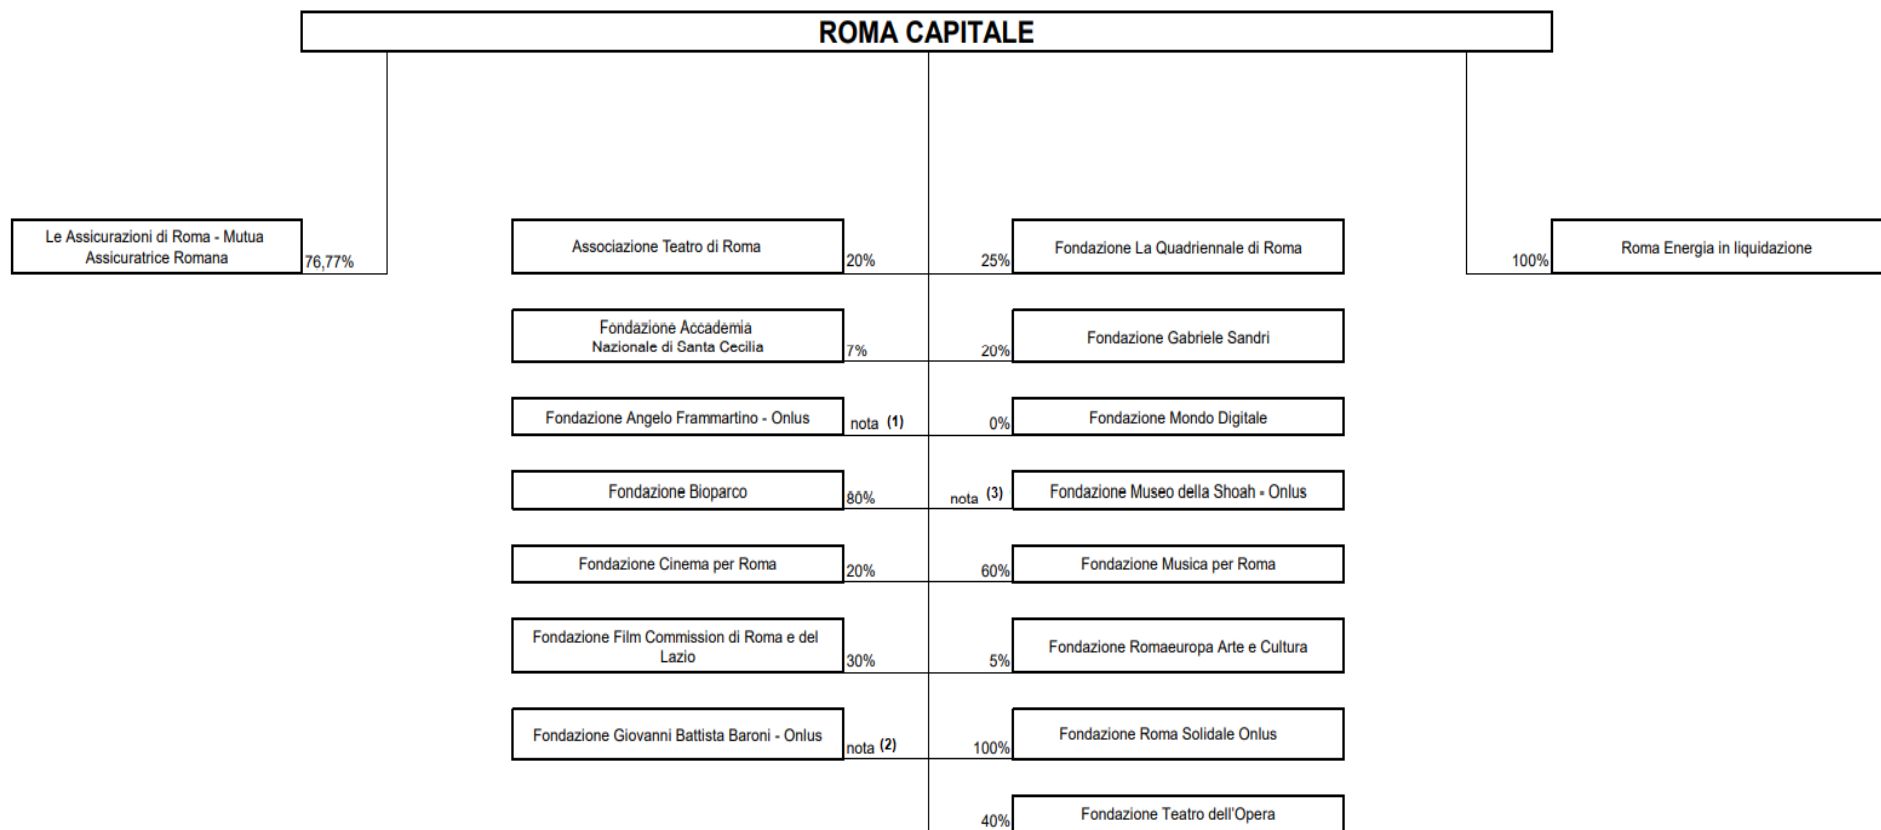 ROMA CAPITALE
Le Assicurazioni di Roma - Mutua
Assicuratrice Romana
76,77%
Associazione Teatro di Roma
20%
25%
Fondazione La Quadriennale di Roma
100%
Roma Energia in liquidazione
Fondazione Accademia
Nazionale di Santa Cecilia
7%
20%
Fondazione Gabriele Sandri
Fondazione Angelo Frammartino - Onlus
nota (1)
0%
Fondazione Mondo Digitale
Fondazione Bioparco
80%
nota (3)
Fondazione Museo della Shoah - Onlus
Fondazione Cinema per Roma
20%
60%
Fondazione Musica per Roma
Fondazione Film Commission di Roma e del
Lazio
30%
5%
Fondazione Romaeuropa Arte e Cultura
Fondazione Giovanni Battista Baroni - Onlus
nota (2)
100%
Fondazione Roma Solidale Onlus
40%
Fondazione Teatro dell'Opera